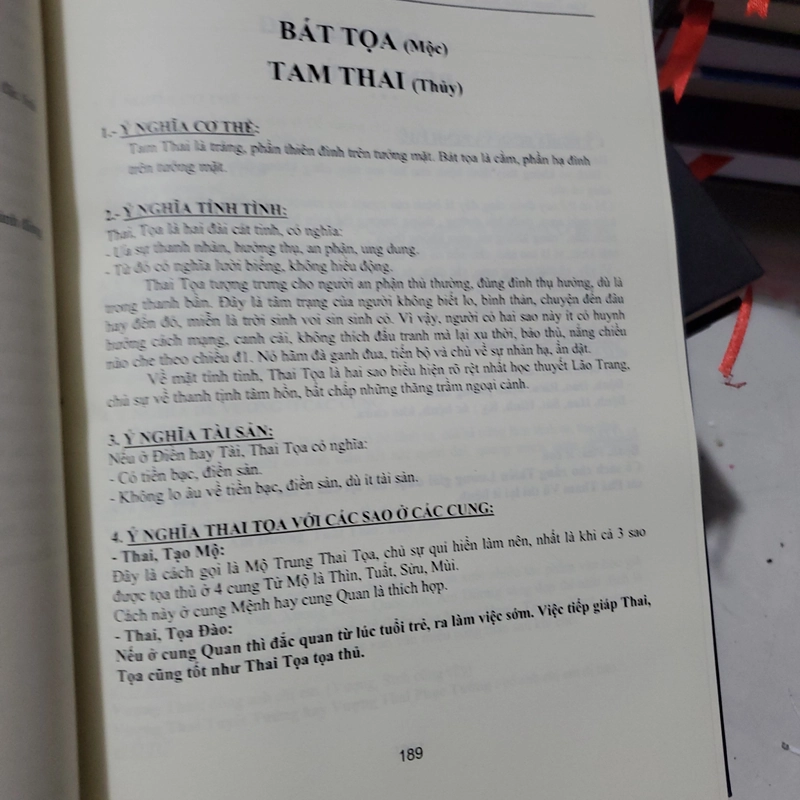 BÁT TỌA (Mộc)
TAM THAI (Thủy)
1.- Ý NGHĨA CƠ THỂ:
Tam Thai là tráng, phần thiên đình trên tướng mặt. Bát tọa là cằm, phần hạ đình
trên tướng mặt.
2.- Ý NGHĨA TÍNH TÌNH:
Thai, Tọa là hai đài cát tinh, có nghĩa:
- Ưa sự thanh nhàn, hưởng thụ, an phận, ung dung.
- Từ đó có nghĩa lười biếng, không hiếu động.
Thai Tọa tượng trưng cho người an phận thủ thường, đủng đỉnh thụ hưởng, dù là
trong thanh bần. Đây là tâm trạng của người không biết lo, bình thản, chuyện đến đâu
hay đến đó, miễn là trời sinh voi sin sinh cỏ. Vì vậy, người có hai sao này ít có huynh
hướng cách mạng, canh cải, không thích đấu tranh mà lại xu thời, bảo thủ, nắng chiều
nào che theo chiều đ1. Nó hãm đà ganh đua, tiến bộ và chủ về sự nhàn hạ, ẩn dật.
Về mặt tính tình, Thai Tọa là hai sao biểu hiện rõ rệt nhất học thuyết Lão Trang,
chủ sự về thanh tịnh tâm hồn, bất chấp những thăng trầm ngoại cảnh.
3. Ý NGHĨA TÀI SẢN:
Nếu ở Điền hay Tài, Thai Tọa có nghĩa:
- Có tiền bạc, điền sản.
- Không lo âu về tiền bạc, điền sản, dù ít tài sản.
4. Ý NGHĨA THAI TỌA VỚI CÁC SAO Ở CÁC CUNG:
- Thai, Tạo Mộ:
Đây là cách gọi là Mộ Trung Thai Tọa, chủ sự qui hiển làm nên, nhất là khi cả 3 sao
được tọa thủ ở 4 cung Tứ Mộ là Thìn, Tuất, Sửu, Mùi.
Cách này ở cung Mệnh hay cung Quan là thích hợp.
- Thai, Tọa Đào:
Nếu ở cung Quan thì đắc quan từ lúc tuổi trẻ, ra làm việc sớm. Việc tiếp giáp Thai,
Tọa cũng tốt như Thai Tọa tọa thủ.
189